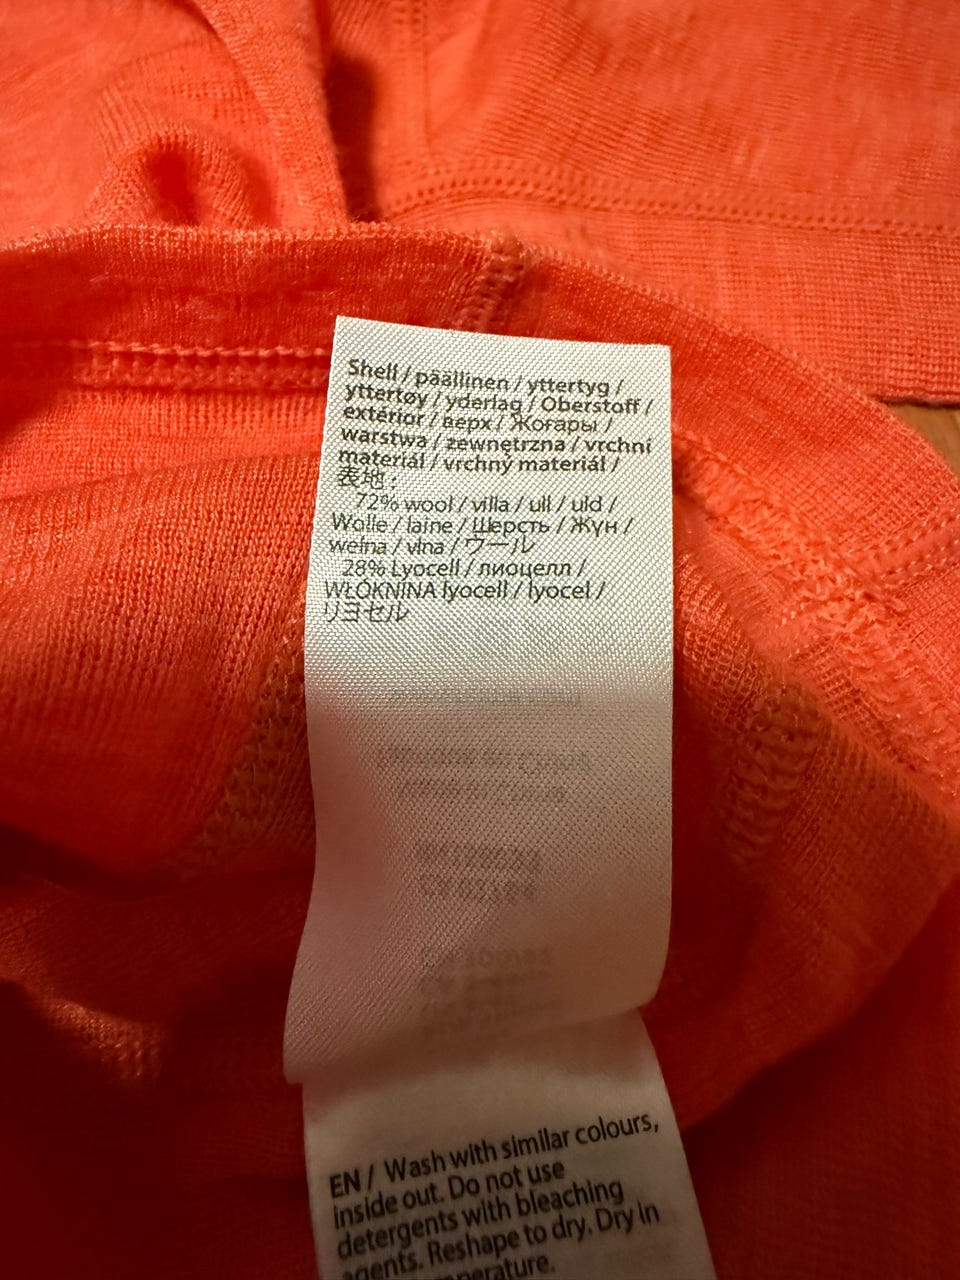 Shell / päällinen / yttertyg /
yttertøy / yderlag / Oberstoff /
extérior / верх / Жоғары /
warstwa / zewnętrzna / vrchní
materiál / vrchný materiál /
表地 :
72% wool / villa / ull / uld /
Wolle / laine / Шерсть / Жүн /
wełna / vlna / ウール
28% Lyocell / лиоцелл /
WŁÓKNINA lyocell / lyocel /
リヨセル
EN / Wash with similar colours,
inside out. Do not use
detergents with bleaching
agents. Reshape to dry. Dry in